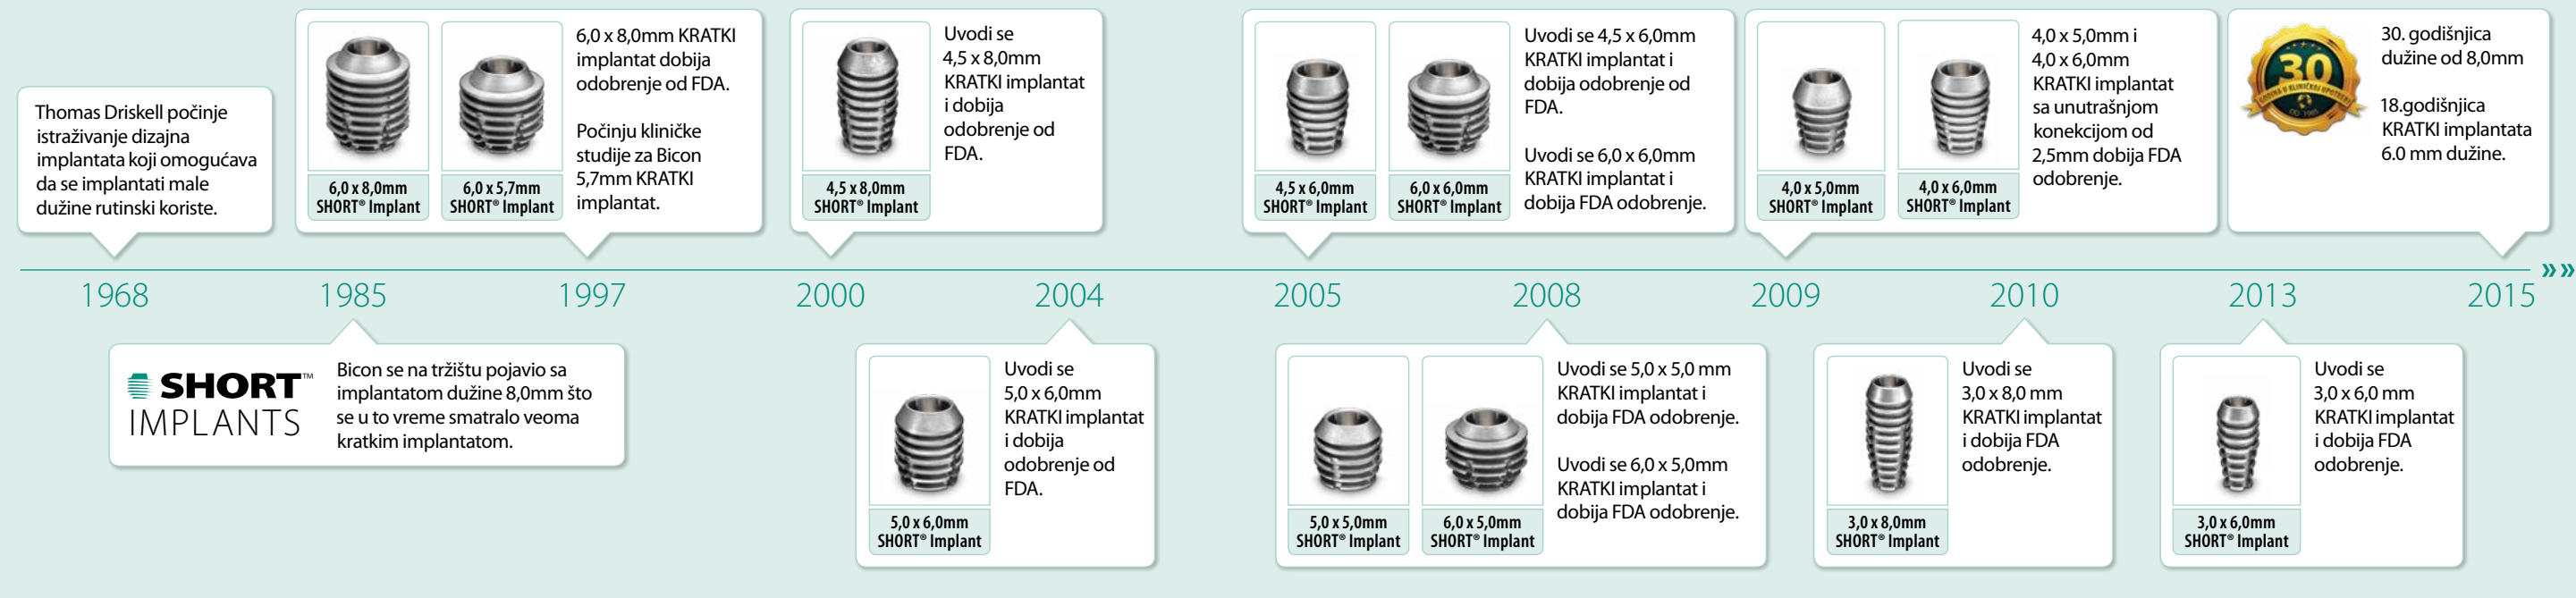 Thomas Driskell počinje
istraživanje dizajna
implantata koji omogućava
da se implantati male
dužine rutinski koriste.
6,0 x 8,0mm
SHORT® Implant
6,0 x 5,7mm
SHORT® Implant
6,0 x 8,0mm KRATKI
implantat dobija
odobrenje od FDA.
Počinju kliničke
studije za Bicon
5,7mm KRATKI
implantat.
4,5 x 8,0mm
SHORT® Implant
Uvodi se
4,5 x 8,0mm
KRATKI implantat
i dobija
odobrenje od
FDA.
4,5 x 6,0mm
SHORT® Implant
6,0 x 6,0mm
SHORT® Implant
Uvodi se 4,5 x 6,0mm
KRATKI implantat i
dobija odobrenje od
FDA.
Uvodi se 6,0 x 6,0mm
KRATKI implantat i
dobija FDA odobrenje.
4,0 x 5,0mm
SHORT® Implant
4,0 x 6,0mm
SHORT® Implant
4,0 x 5,0mm i
4,0 x 6,0mm
KRATKI implantat
sa unutrašnjom
konekcijom od
2,5mm dobija FDA
odobrenje.
30
GODINA U KLINIČKOJ UPOTREBI
OD 1985
30. godišnjica
dužine od 8,0mm
18.godišnjica
KRATKI implantata
6.0 mm dužine.
1968
1985
1997
2000
2004
2005
2008
2009
2010
2013
2015
»»
SHORT™
IMPLANTS
Bicon se na tržištu pojavio sa
implantatom dužine 8,0mm što
se u to vreme smatralo veoma
kratkim implantatom.
5,0 x 6,0mm
SHORT® Implant
Uvodi se
5,0 x 6,0mm
KRATKI implantat
i dobija
odobrenje od
FDA.
5,0 x 5,0mm
SHORT® Implant
6,0 x 5,0mm
SHORT® Implant
Uvodi se 5,0 x 5,0 mm
KRATKI implantat i
dobija FDA odobrenje.
Uvodi se 6,0 x 5,0mm
KRATKI implantat i
dobija FDA odobrenje.
3,0 x 8,0mm
SHORT® Implant
Uvodi se
3,0 x 8,0 mm
KRATKI implantat
i dobija FDA
odobrenje.
3,0 x 6,0mm
SHORT® Implant
Uvodi se
3,0 x 6,0 mm
KRATKI implantat
i dobija FDA
odobrenje.